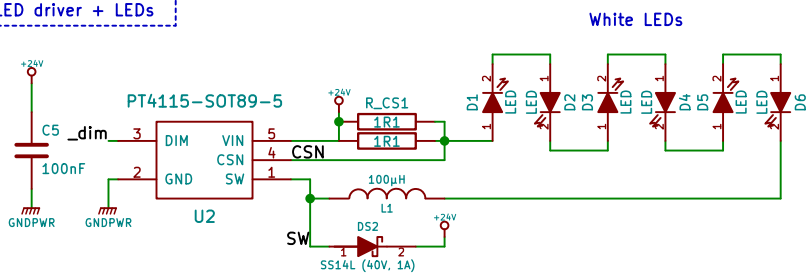 LED driver + LEDs
White LEDs
+24V
+24V
PT4115-SOT89-5
R_CS1
1R1
1R1
C5
100nF
_dim
3
DIM
VIN
5
CSN
4
CSN
2
GND
SW
1
U2
GNDPWR
GNDPWR
100µH
L1
SW
DS2
1
2
+24V
SS14L (40V, 1A)
D1
2
LED
1
1
LED
D2
2
D3
2
LED
1
1
LED
D4
2
D5
2
LED
1
1
LED
D6
2